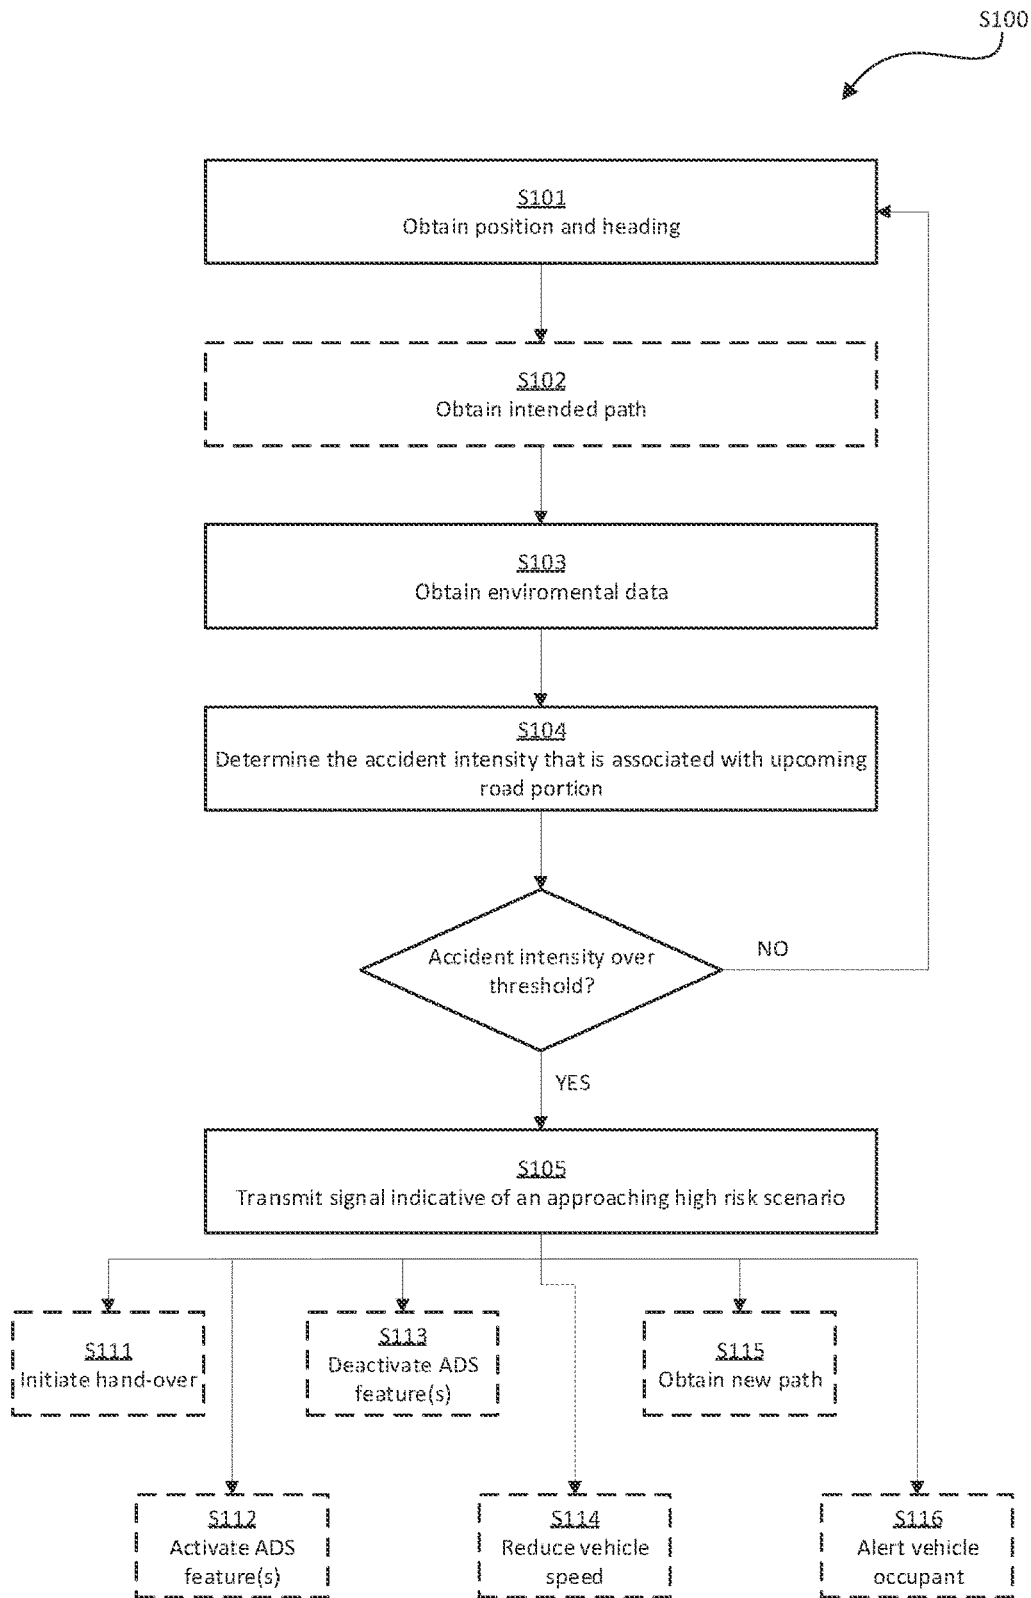 S100
S101
Obtain position and heading
S102
Obtain intended path
S103
Obtain enviromental data
S104
Determine the accident intensity that is associated with upcoming
road portion
Accident intensity over
threshold?
NO
YES
S105
Transmit signal indicative of an approaching high risk scenario
S111
Initiate hand-over
S113
Deactivate ADS
feature(s)
S115
Obtain new path
S112
Activate ADS
feature(s)
S114
Reduce vehicle
speed
S116
Alert vehicle
occupant